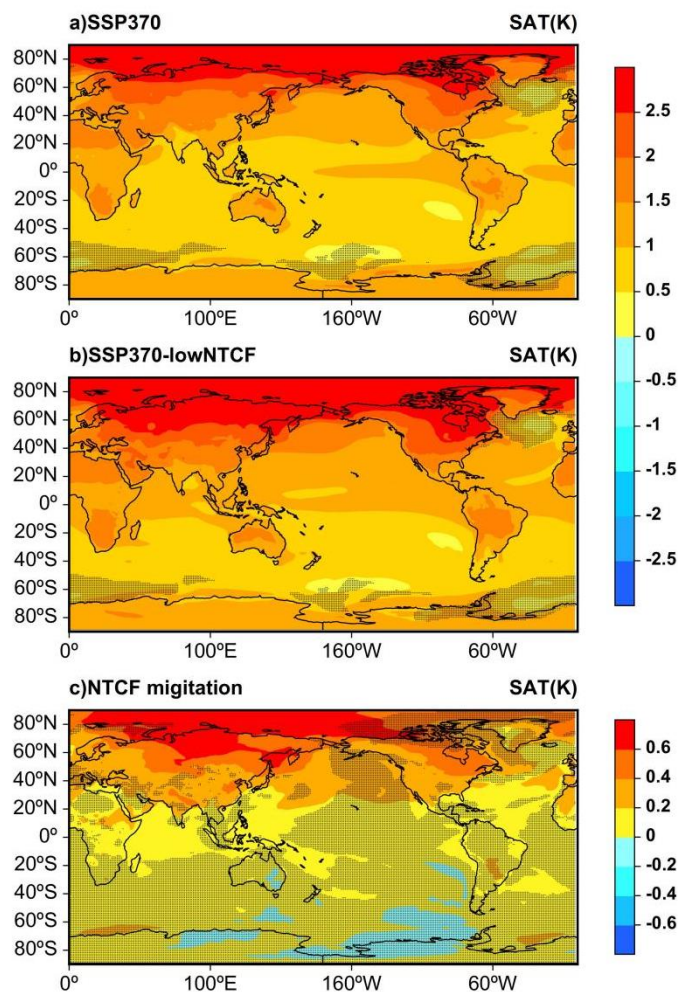 a)SSP370 SAT(K)
80ºN
60ºN
40ºN
20ºN
0º
20ºS
40ºS
60ºS
80ºS
0º 100ºE 160ºW 60ºW
b)SSP370-lowNTCF SAT(K)
80ºN
60ºN
40ºN
20ºN
0º
20ºS
40ºS
60ºS
80ºS
0º 100ºE 160ºW 60ºW
2.5
2
1.5
1
0.5
0
-0.5
-1
-1.5
-2
-2.5
c)NTCF migitation SAT(K)
80ºN
60ºN
40ºN
20ºN
0º
20ºS
40ºS
60ºS
80ºS
0º 100ºE 160ºW 60ºW
0.6
0.4
0.2
0
-0.2
-0.4
-0.6